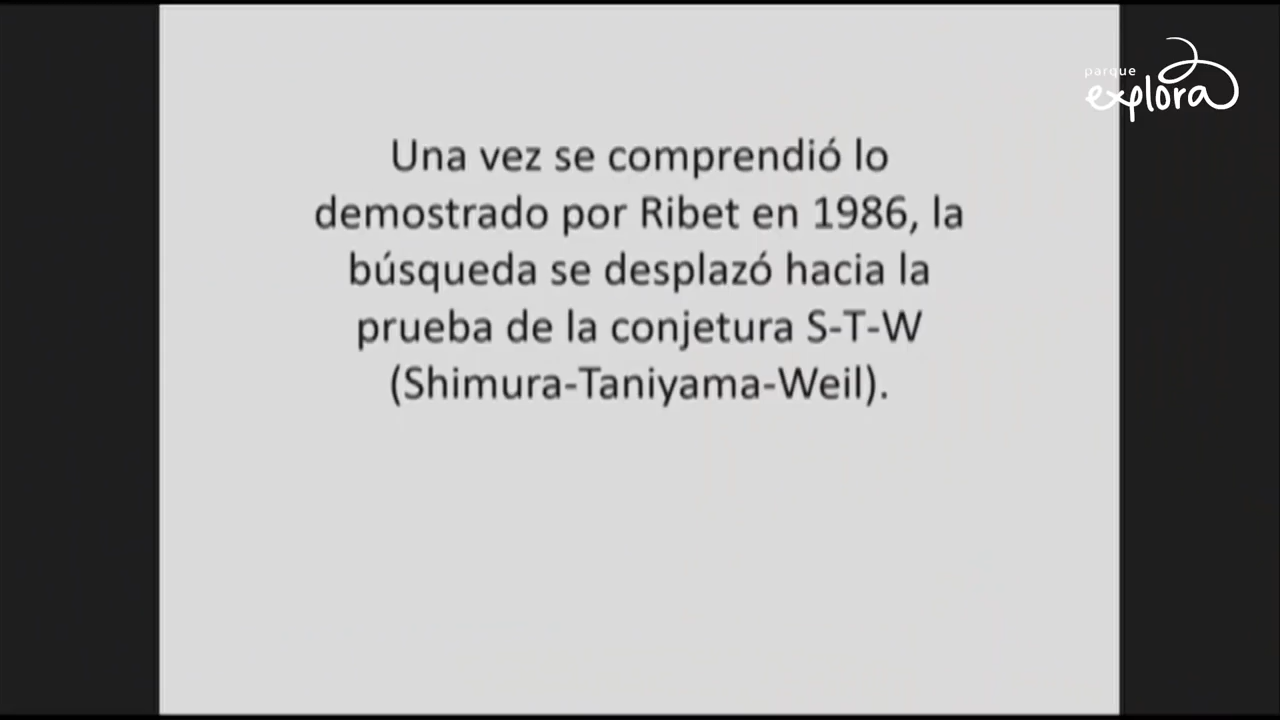 parque
explora
Una vez se comprendió lo
demostrado por Ribet en 1986, la
búsqueda se desplazó hacia la
prueba de la conjetura S-T-W
(Shimura-Taniyama-Weil).